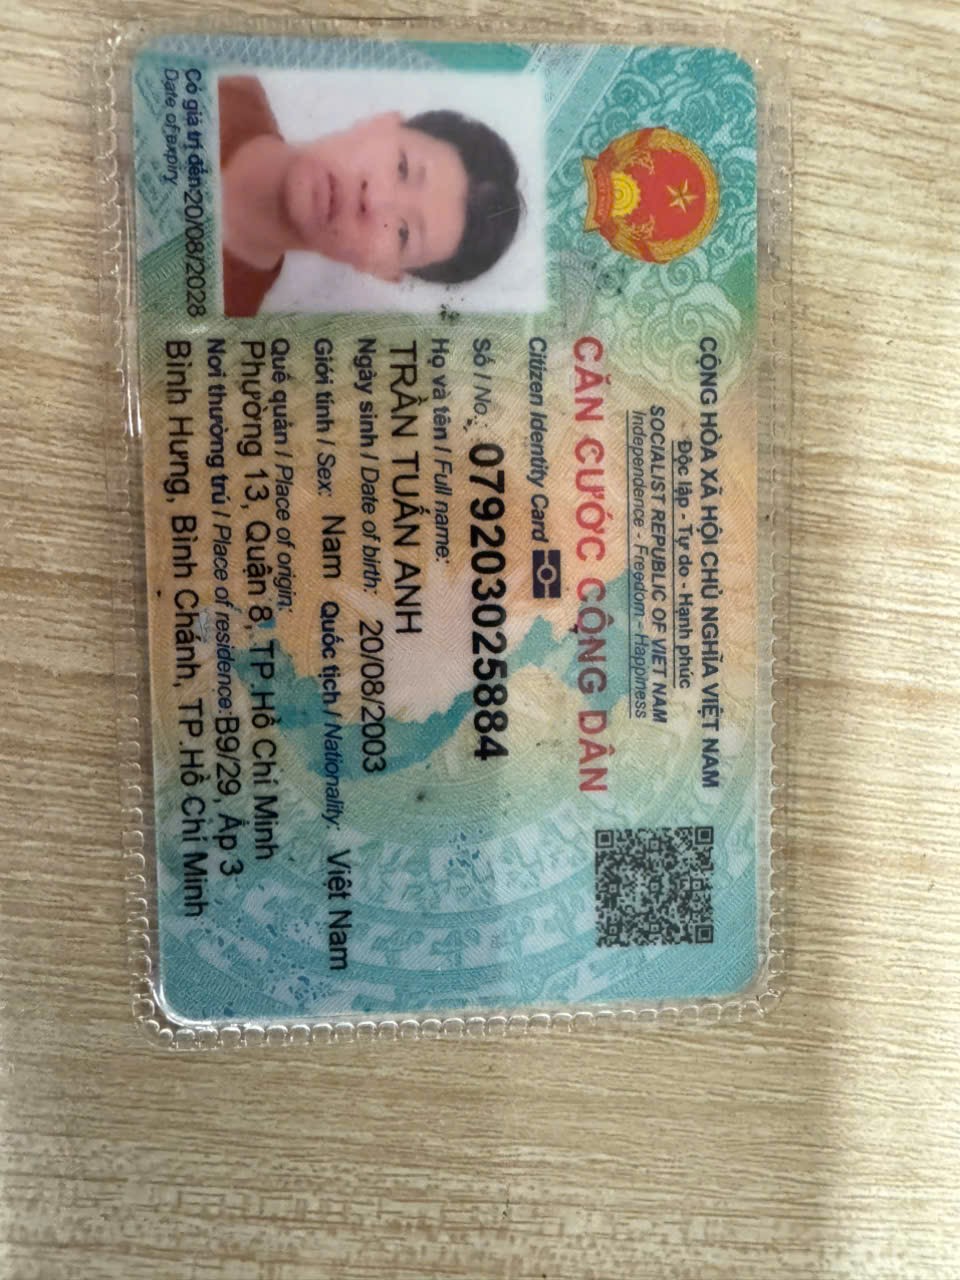 CỘNG HÒA XÃ HỘI CHỦ NGHĨA VIỆT NAM
Độc lập - Tự do - Hạnh phúc
SOCIALIST REPUBLIC OF VIET NAM
Independence - Freedom - Happiness
CĂN CƯỚC CÔNG DÂN
Citizen Identity Card
Số / No.: 079203025884
Họ và tên / Full name:
TRẦN TUẤN ANH
Ngày sinh / Date of birth: 20/08/2003
Giới tính / Sex: Nam Quốc tịch / Nationality: Việt Nam
Quê quán / Place of origin:
Phường 13, Quận 8, TP.Hồ Chí Minh
Nơi thường trú / Place of residence: B9/29, Ấp 3
Bình Hưng, Bình Chánh, TP.Hồ Chí Minh
Có giá trị đến: 20/08/2028
Date of expiry